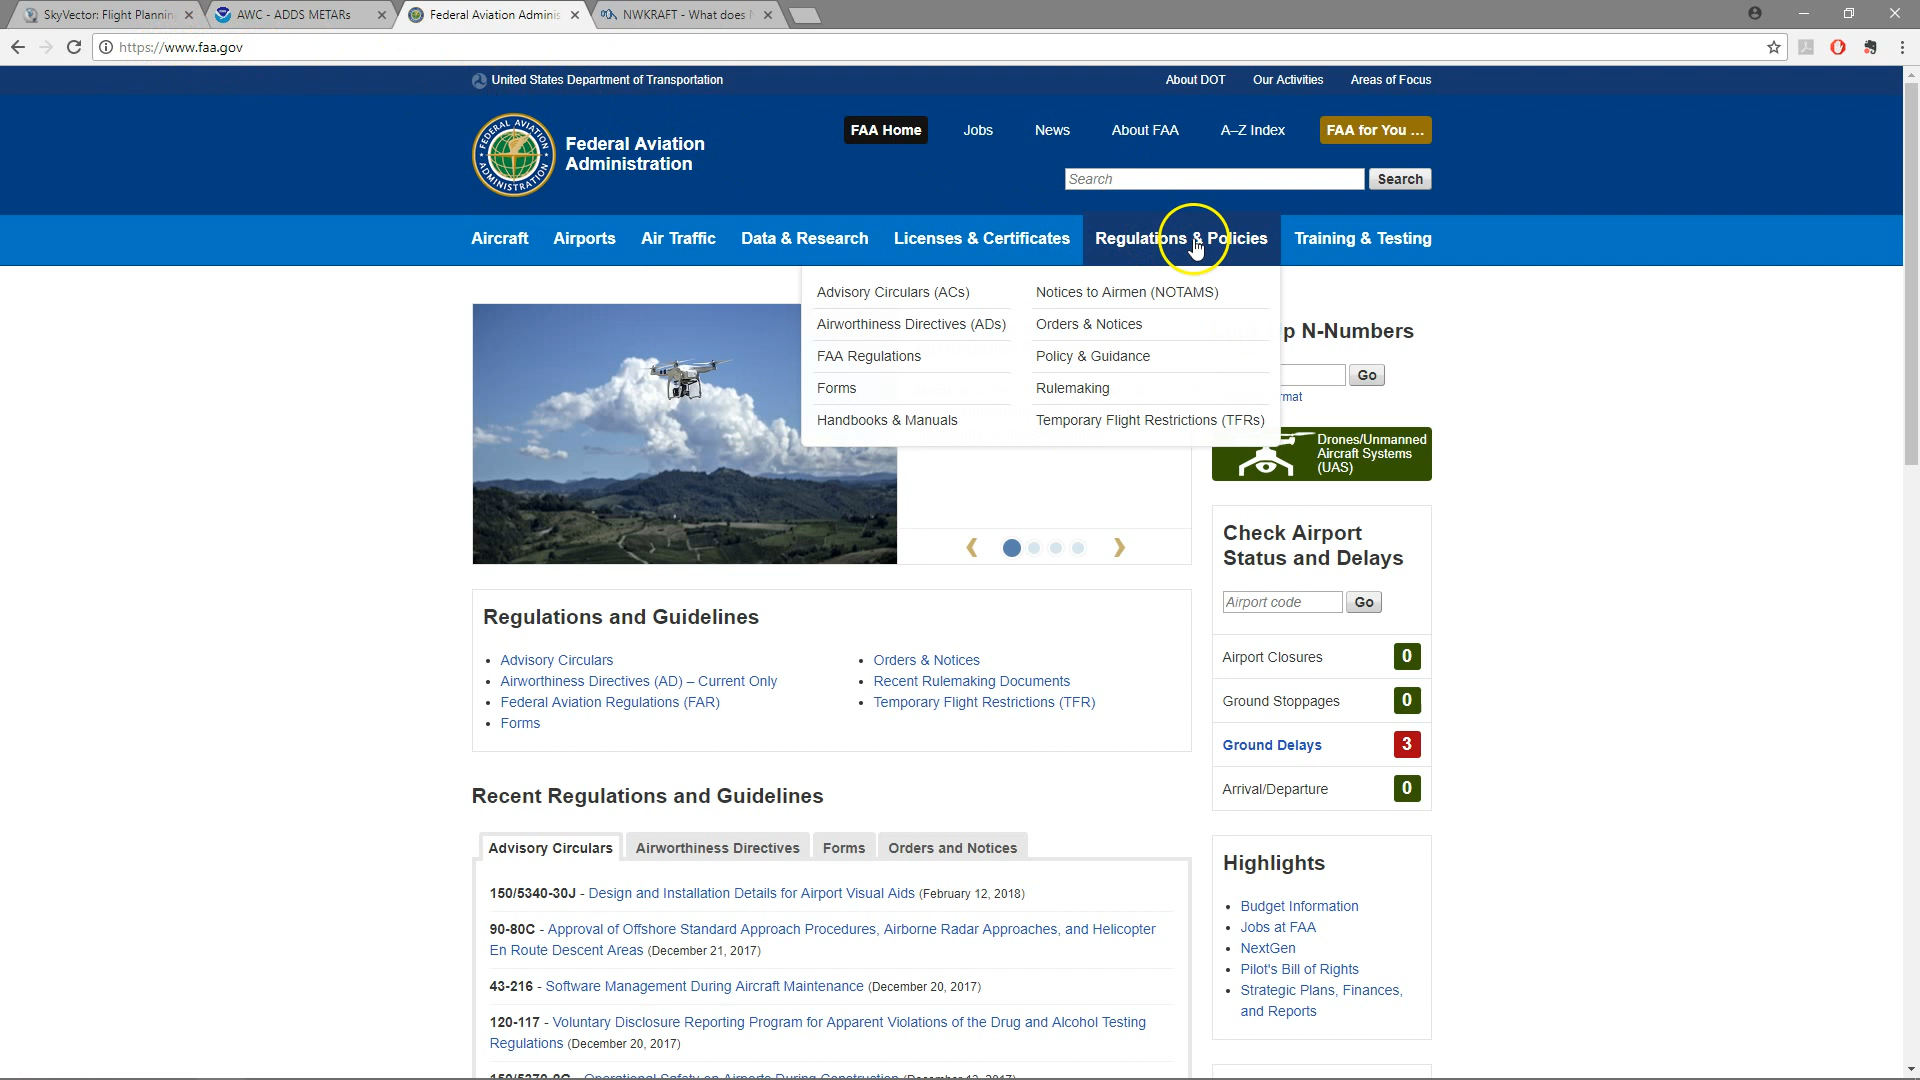 SkyVector: Flight Plannin
AWC - ADDS METARs
Federal Aviation Adminis
NWKRAFT - What does
https://www.faa.gov
United States Department of Transportation
About DOT
Our Activities
Areas of Focus
FEDERAL AVIATION ADMINISTRATION
Federal Aviation
Administration
FAA Home
Jobs
News
About FAA
A–Z Index
FAA for You ...
Search
Search
Aircraft
Airports
Air Traffic
Data & Research
Licenses & Certificates
Regulations & Policies
Training & Testing
Advisory Circulars (ACs)
Airworthiness Directives (ADs)
FAA Regulations
Forms
Handbooks & Manuals
Notices to Airmen (NOTAMS)
Orders & Notices
Policy & Guidance
Rulemaking
Temporary Flight Restrictions (TFRs)
p N-Numbers
Go
rmat
Drones/Unmanned
Aircraft Systems
(UAS)
Check Airport
Status and Delays
Airport code
Go
Airport Closures 0
Ground Stoppages 0
Ground Delays 3
Arrival/Departure 0
Regulations and Guidelines
Advisory Circulars
Airworthiness Directives (AD) – Current Only
Federal Aviation Regulations (FAR)
Forms
Orders & Notices
Recent Rulemaking Documents
Temporary Flight Restrictions (TFR)
Recent Regulations and Guidelines
Advisory Circulars
Airworthiness Directives
Forms
Orders and Notices
150/5340-30J - Design and Installation Details for Airport Visual Aids (February 12, 2018)
90-80C - Approval of Offshore Standard Approach Procedures, Airborne Radar Approaches, and Helicopter
En Route Descent Areas (December 21, 2017)
43-216 - Software Management During Aircraft Maintenance (December 20, 2017)
120-117 - Voluntary Disclosure Reporting Program for Apparent Violations of the Drug and Alcohol Testing
Regulations (December 20, 2017)
Operational Safety on Airports During Construction
Highlights
Budget Information
Jobs at FAA
NextGen
Pilot's Bill of Rights
Strategic Plans, Finances,
and Reports